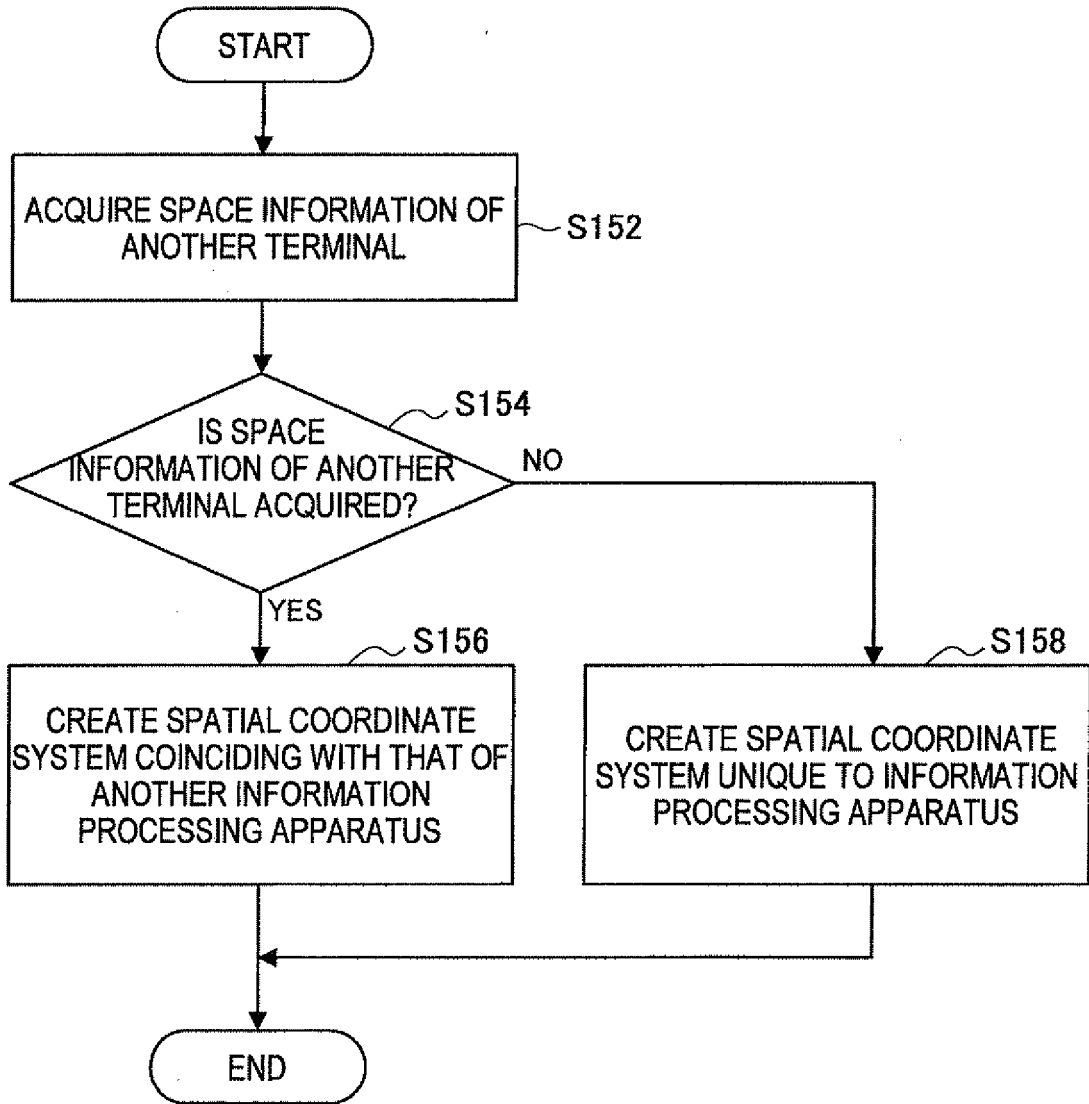 START
ACQUIRE SPACE INFORMATION OF
ANOTHER TERMINAL
S152
S154
IS SPACE
INFORMATION OF ANOTHER
TERMINAL ACQUIRED?
NO
YES
S156
CREATE SPATIAL COORDINATE
SYSTEM COINCIDING WITH THAT OF
ANOTHER INFORMATION
PROCESSING APPARATUS
S158
CREATE SPATIAL COORDINATE
SYSTEM UNIQUE TO INFORMATION
PROCESSING APPARATUS
END